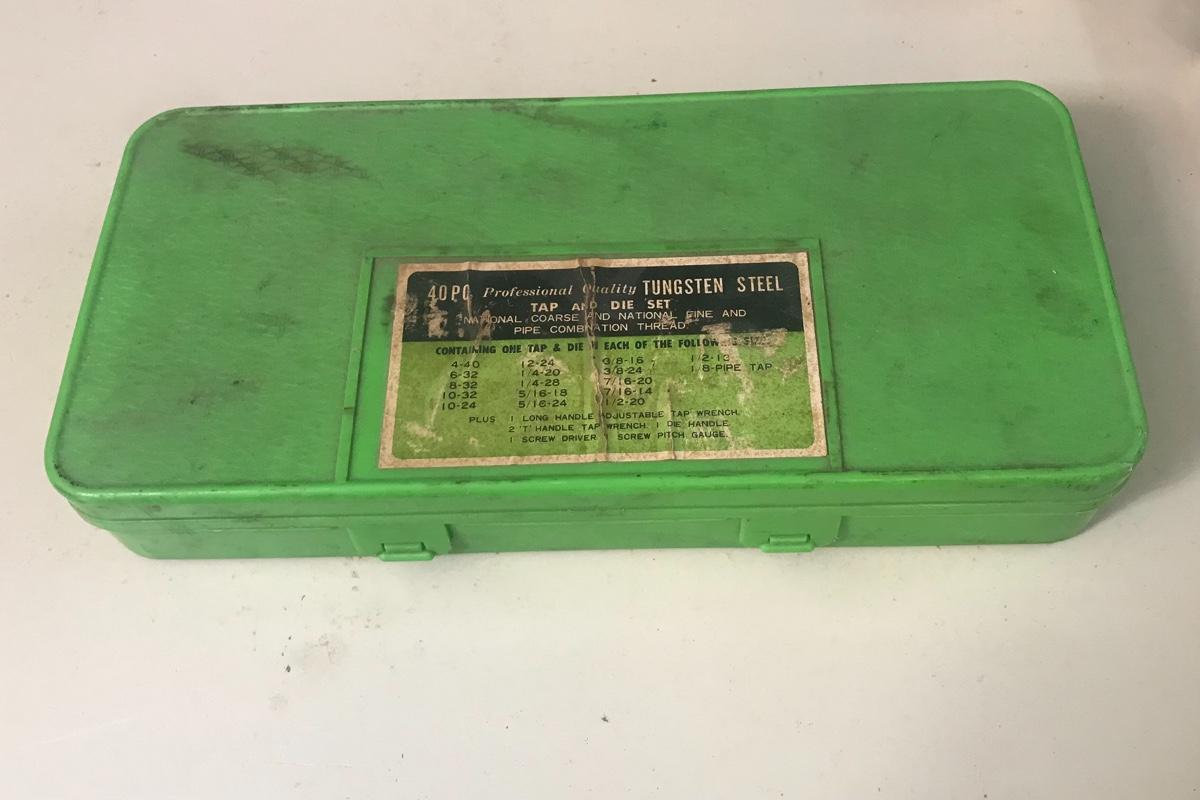 40PC Professional Quality TUNGSTEN STEEL
TAP AND DIE SET
NATIONAL COARSE AND NATIONAL FINE AND
PIPE COMBINATION THREAD
CONTAINING ONE TAP & DIE IN EACH OF THE FOLLOWING SIZES
4-40 12-24 3/8-16 1/2-13
6-32 1/4-20 3/8-24 1/8-PIPE TAP
8-32 1/4-28 7/16-20
10-32 5/16-18 7/16-14
10-24 5/16-24 1/2-20
PLUS 1 LONG HANDLE ADJUSTABLE TAP WRENCH.
2 'T' HANDLE TAP WRENCH. 1 DIE HANDLE
1 SCREW DRIVER SCREW PITCH GAUGE.